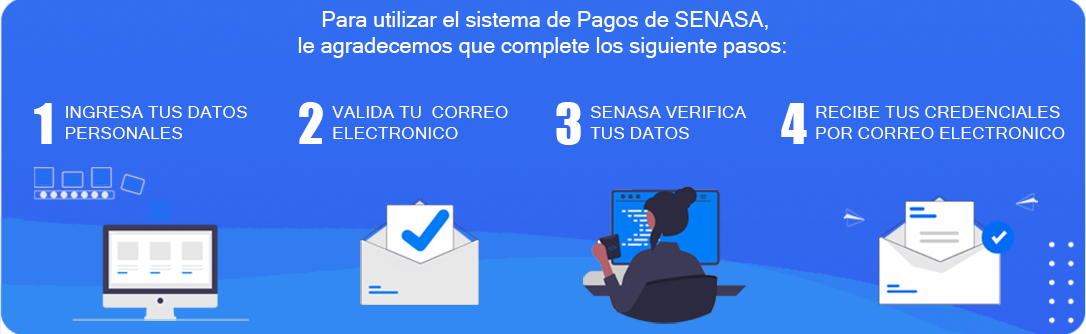 Para utilizar el sistema de Pagos de SENASA,
le agradecemos que complete los siguiente pasos:
1 INGRESA TUS DATOS
PERSONALES
2 VALIDA TU CORREO
ELECTRONICO
3 SENASA VERIFICA
TUS DATOS
4 RECIBE TUS CREDENCIALES
POR CORREO ELECTRONICO